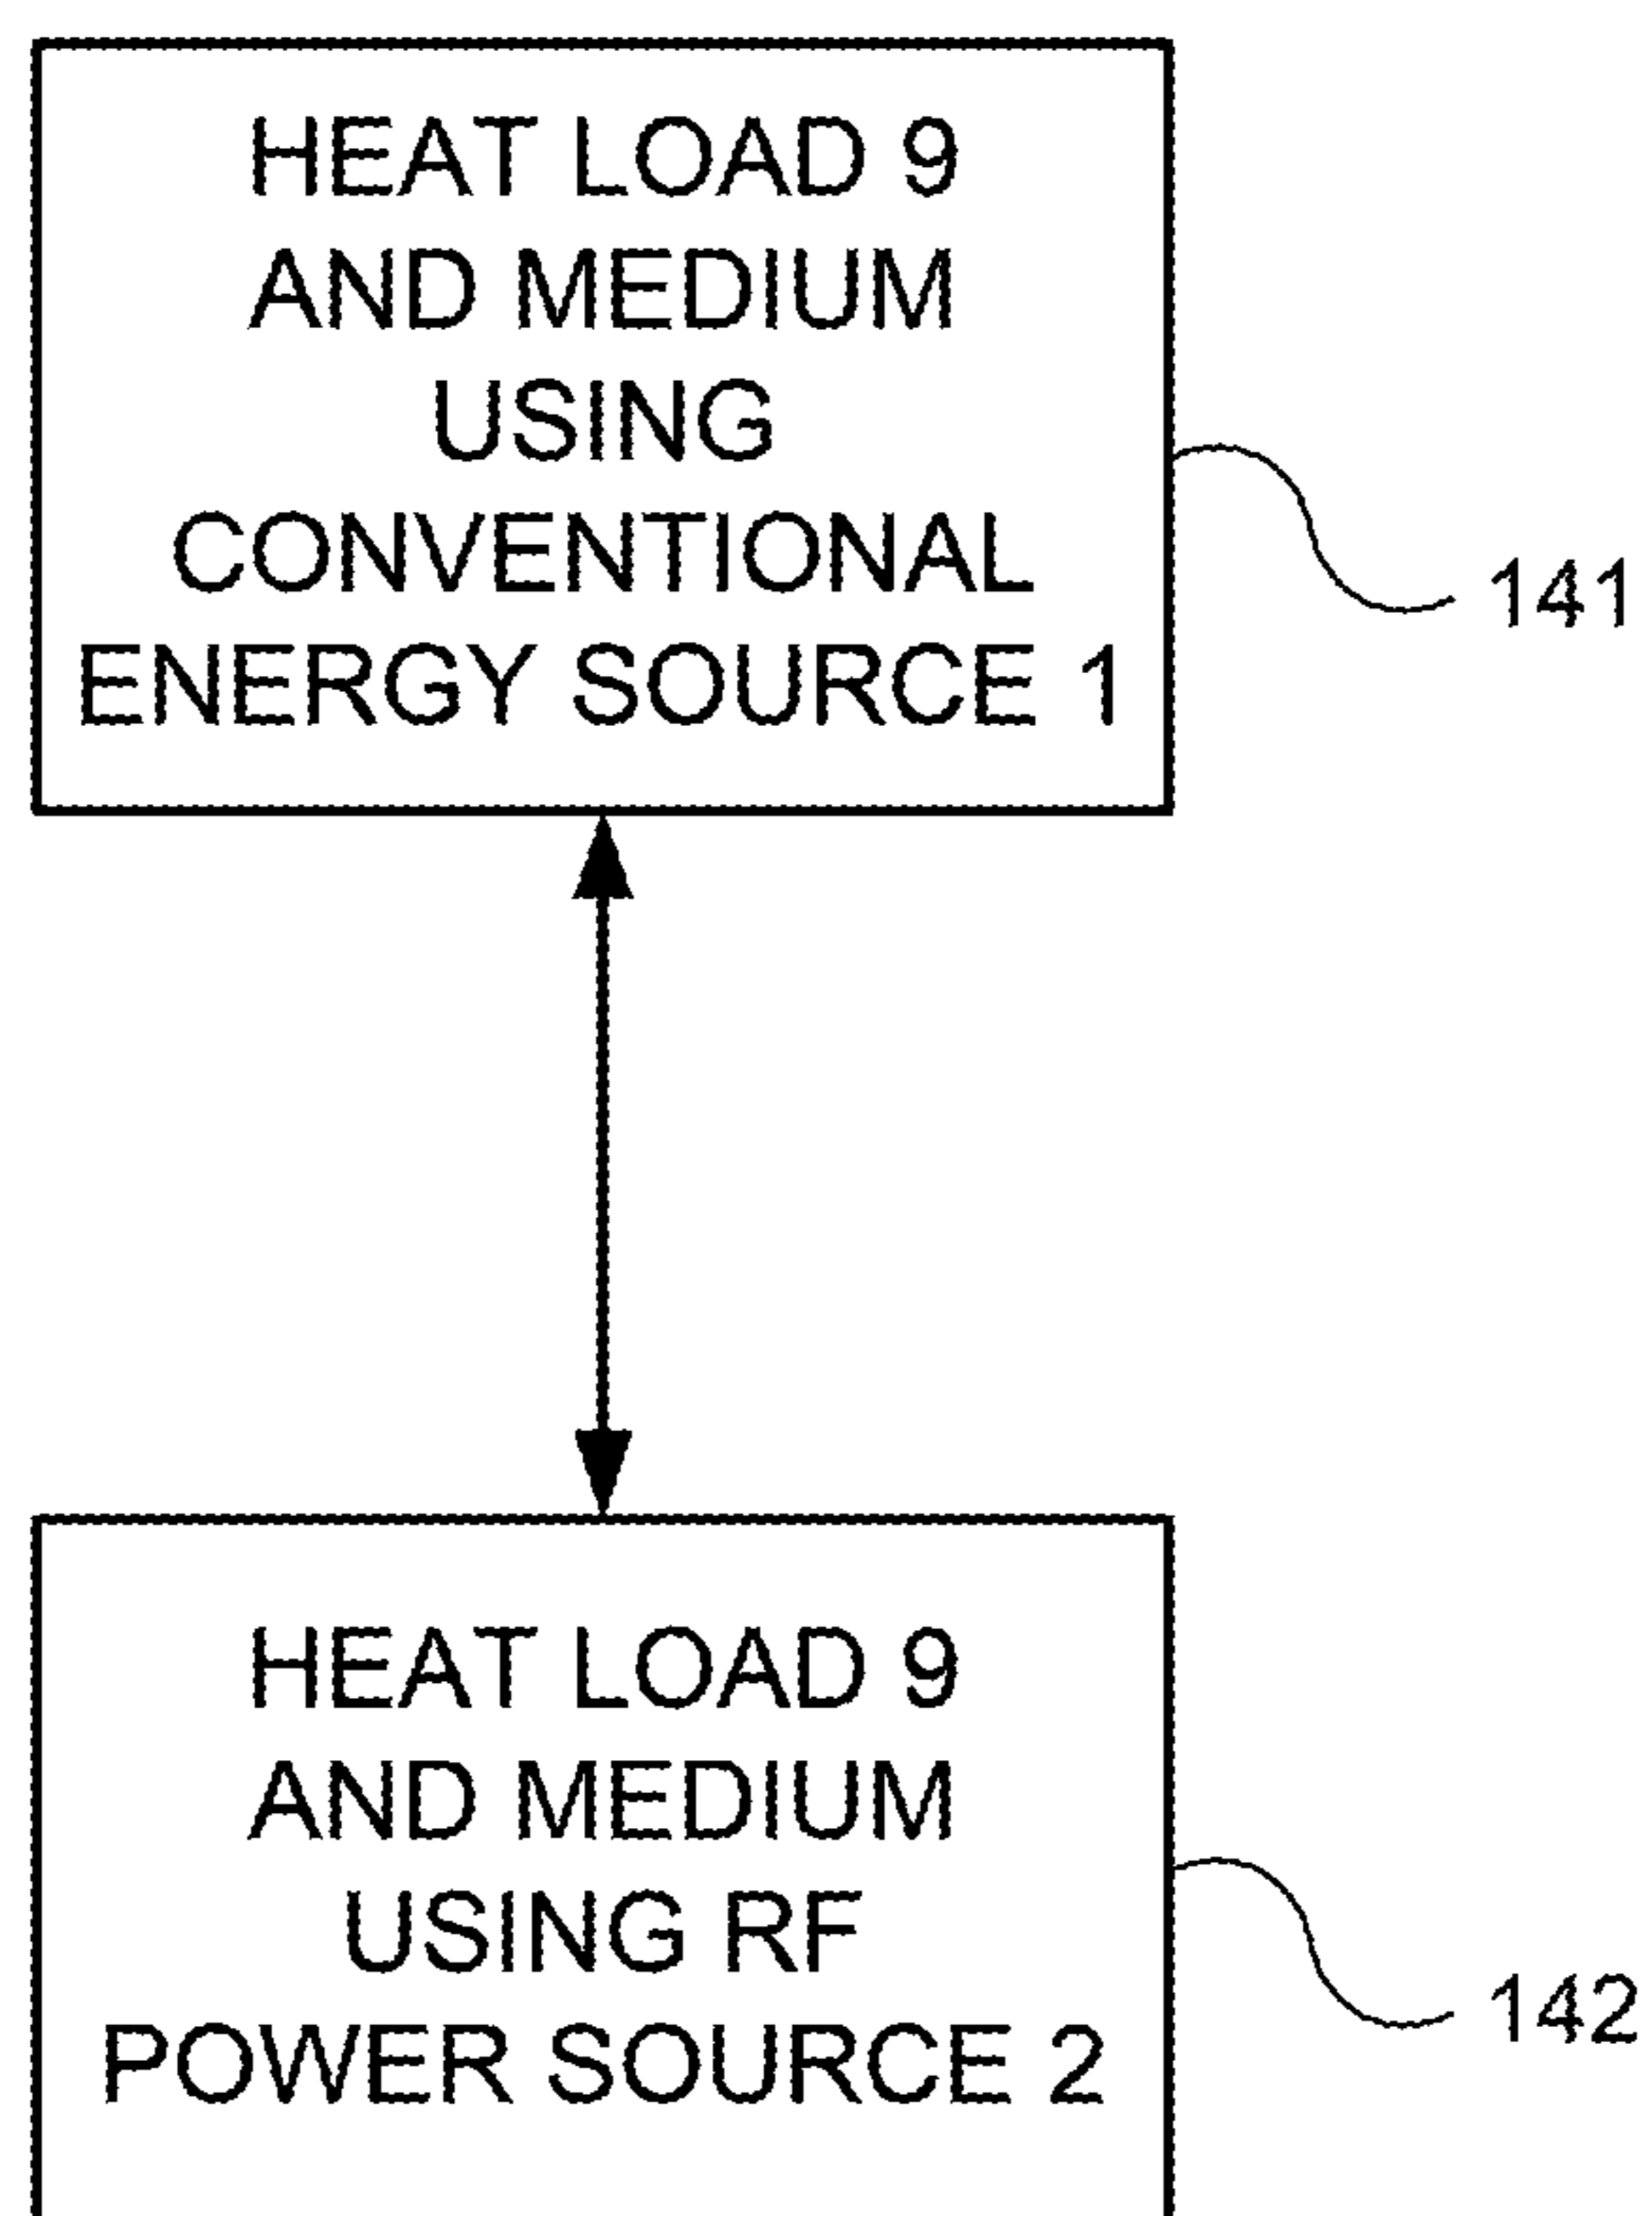 HEAT LOAD 9
AND MEDIUM
USING
CONVENTIONAL
ENERGY SOURCE 1
141
HEAT LOAD 9
AND MEDIUM
USING RF
POWER SOURCE 2
142